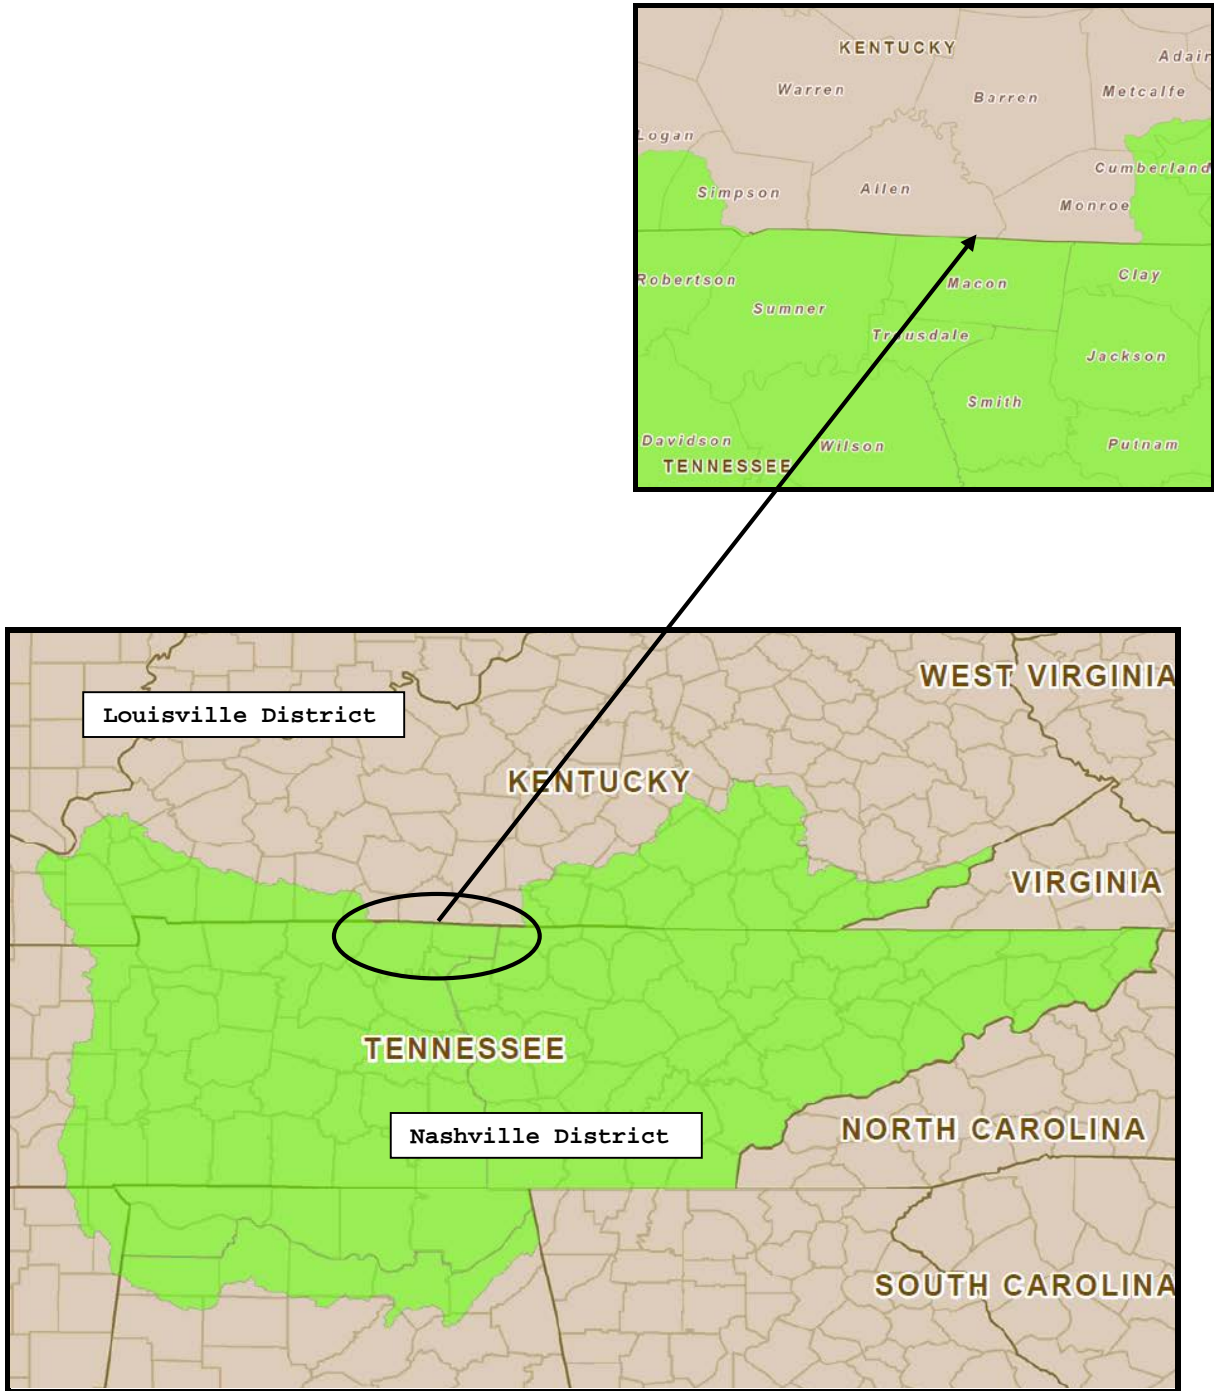 KENTUCKY
Adair
Warren
Barren
Metcalfe
Logan
Cumberland
Simpson
Allen
Monroe
Robertson
Macon
Clay
Sumner
Trousdale
Jackson
Smith
Davidson
Wilson
Putnam
TENNESSEE
WEST VIRGINIA
Louisville District
KENTUCKY
VIRGINIA
TENNESSEE
Nashville District
NORTH CAROLINA
SOUTH CAROLINA